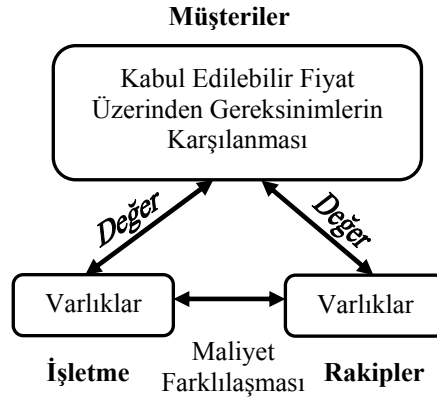 Müşteriler
Kabul Edilebilir Fiyat
Üzerinden Gereksinimlerin
Karşılanması
Değer
Değer
Varlıklar
Varlıklar
İşletme
Maliyet
Farklılaşması
Rakipler